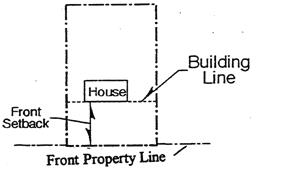 Building
Line
House
Front
Setback
Front Property Line